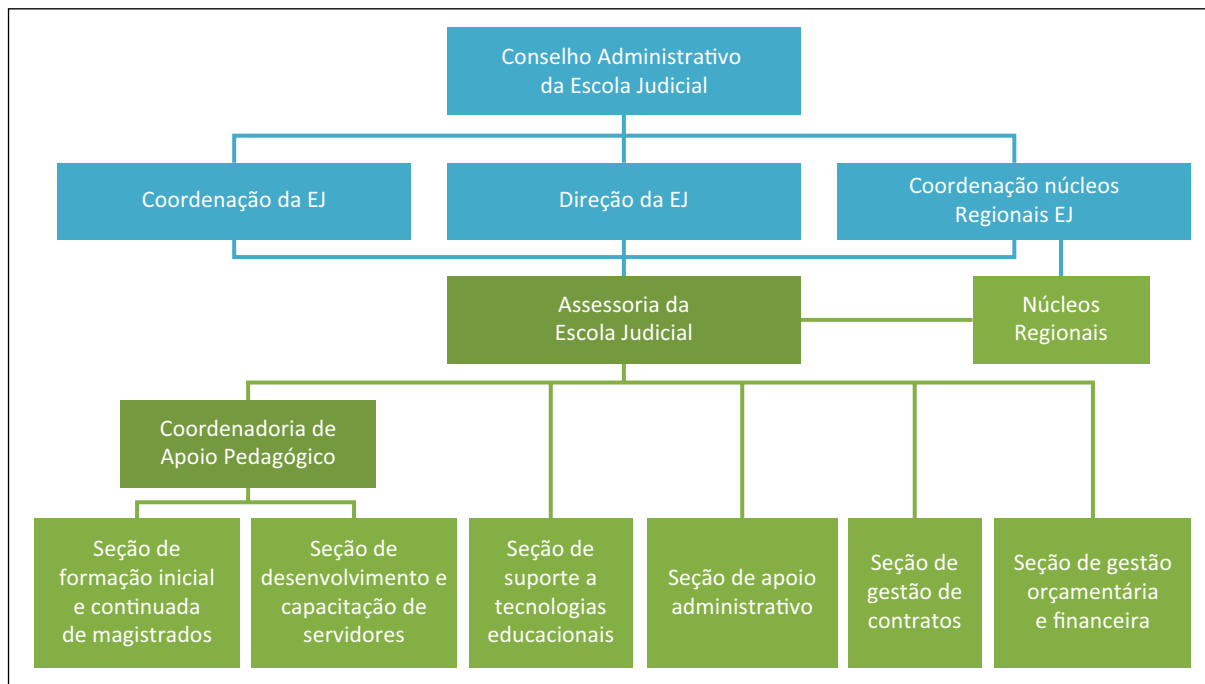 Conselho Administrativo
da Escola Judicial
Coordenação da EJ
Direção da EJ
Coordenação núcleos
Regionais EJ
Assessoria da
Escola Judicial
Núcleos
Regionais
Coordenadoria de
Apoio Pedagógico
Seção de
formação inicial
e continuada
de magistrados
Seção de
desenvolvimento e
capacitação de
servidores
Seção de
suporte a
tecnologias
educacionais
Seção de apoio
administrativo
Seção de
gestão de
contratos
Seção de gestão
orçamentária
e financeira